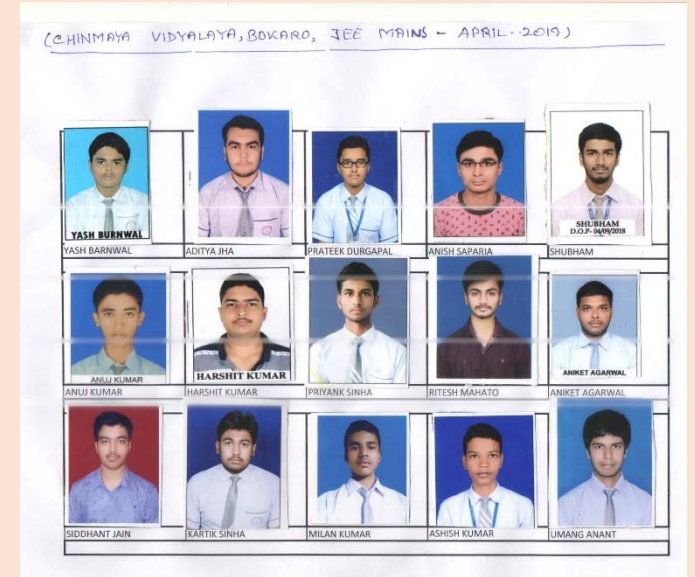 (CHINMAYA VIDYALAYA, BOKARO, JEE MAINS - APRIL--2019)
YASH BURNWAL
SHUBHAM
D.O.P- 04/09/2018
YASH BARNWAL ADITYA JHA PRATEEK DURGAPAL ANISH SAPARIA SHUBHAM
ANUJ KUMAR HARSHIT KUMAR ANIKET AGARWAL
ANUJ KUMAR HARSHIT KUMAR PRIYANK SINHA RITESH MAHATO ANIKET AGARWAL
SIDDHANT JAIN KARTIK SINHA MILAN KUMAR ASHISH KUMAR UMANG ANANT